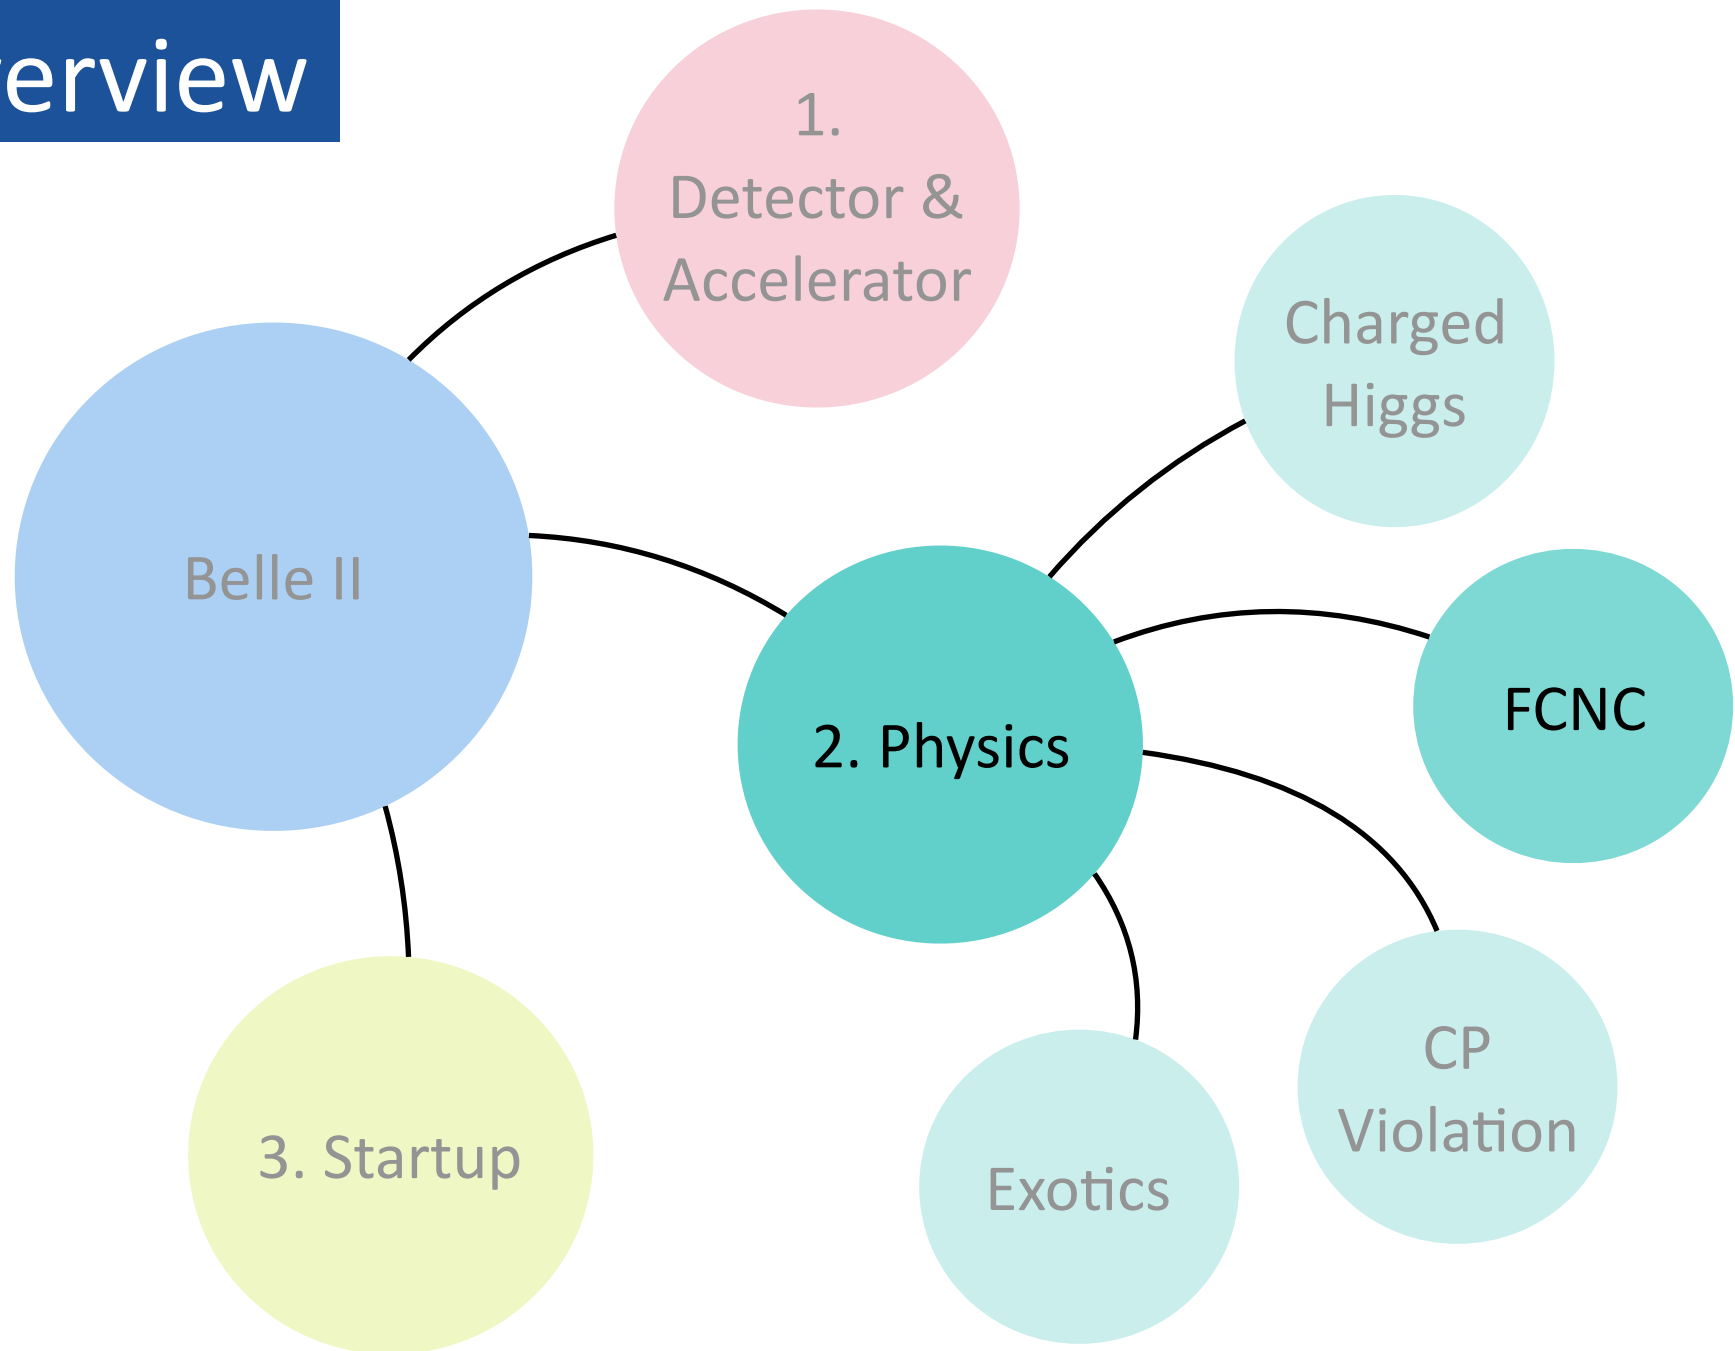 erview
1.
Detector &
Accelerator
Charged
Higgs
Belle II
FCNC
2. Physics
CP
Violation
3. Startup
Exotics